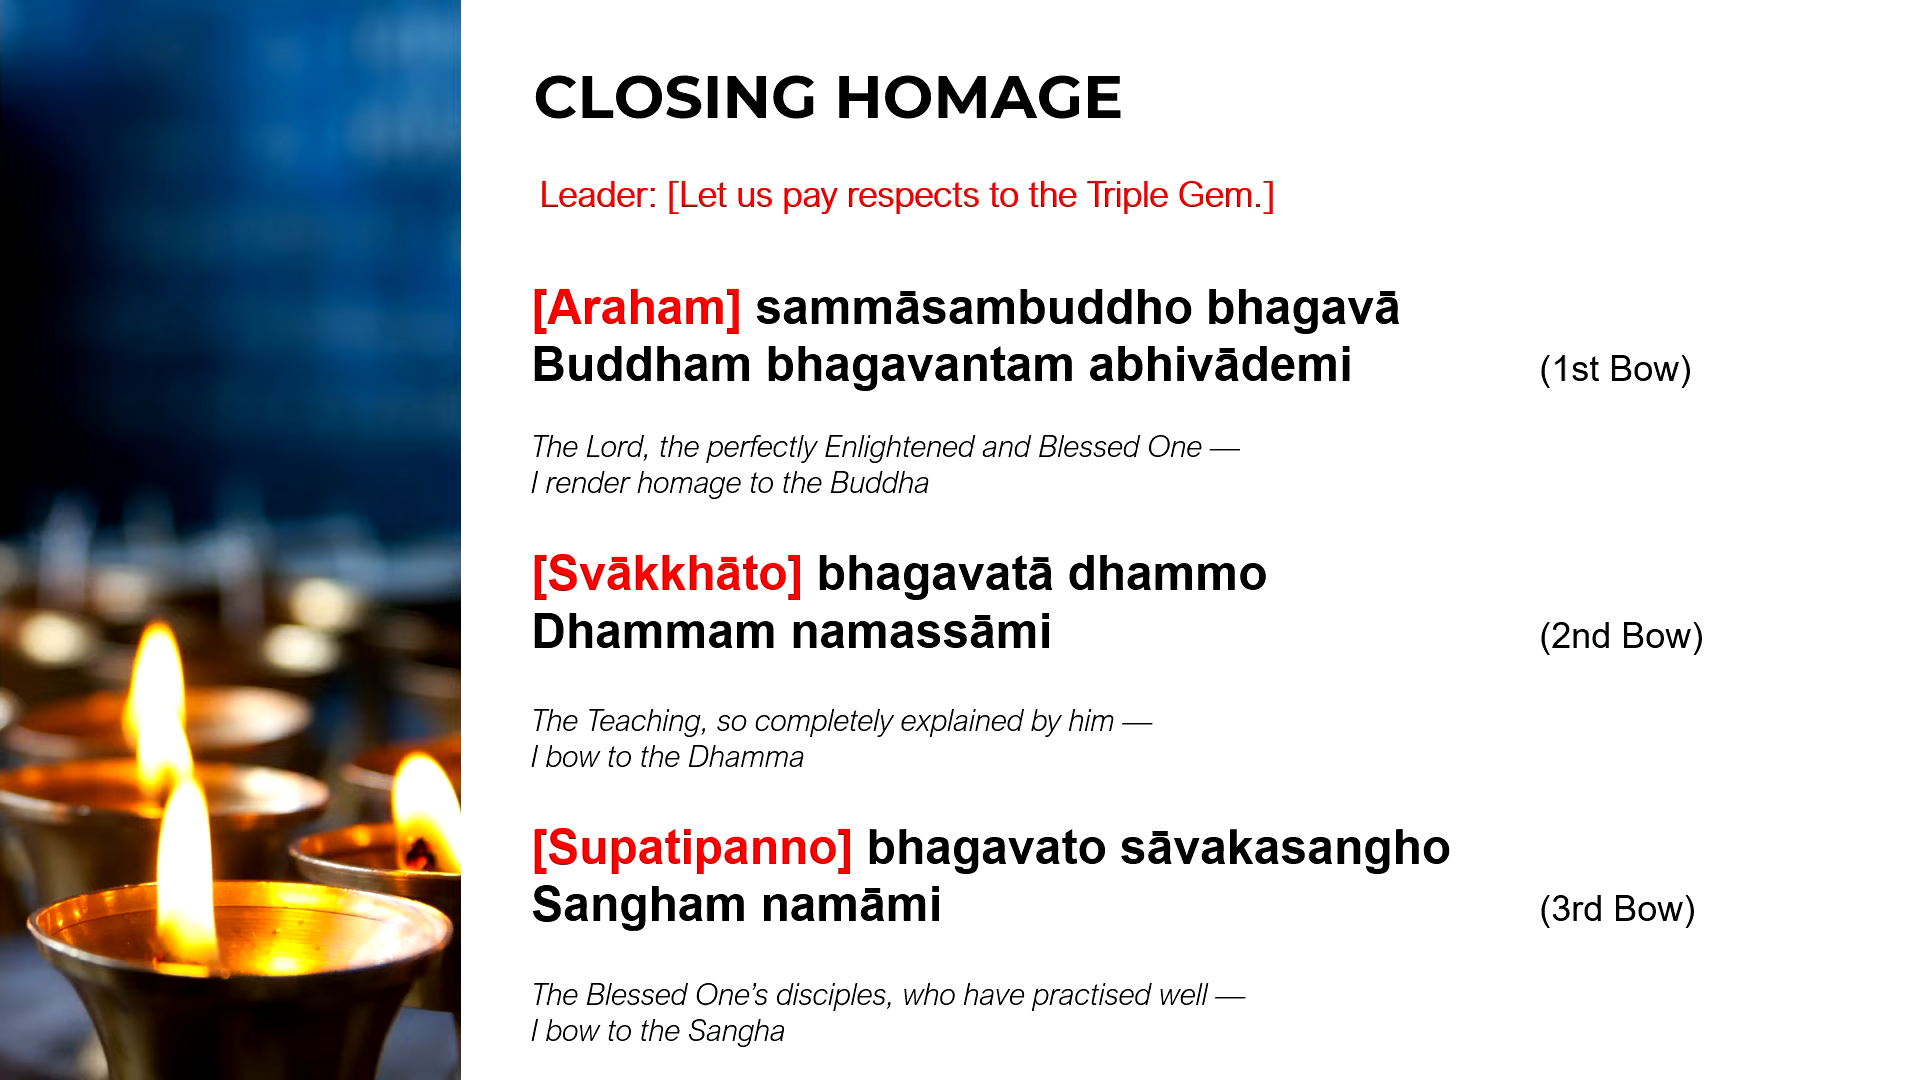 CLOSING HOMAGE
Leader: [Let us pay respects to the Triple Gem.]
[Araham] sammāsambuddho bhagavā
Buddham bhagavantam abhivādemi (1st Bow)
The Lord, the perfectly Enlightened and Blessed One —
I render homage to the Buddha
[Svākkhāto] bhagavatā dhammo
Dhammam namassāmi (2nd Bow)
The Teaching, so completely explained by him —
I bow to the Dhamma
[Supatipanno] bhagavato sāvakasangho
Sangham namāmi (3rd Bow)
The Blessed One’s disciples, who have practised well —
I bow to the Sangha